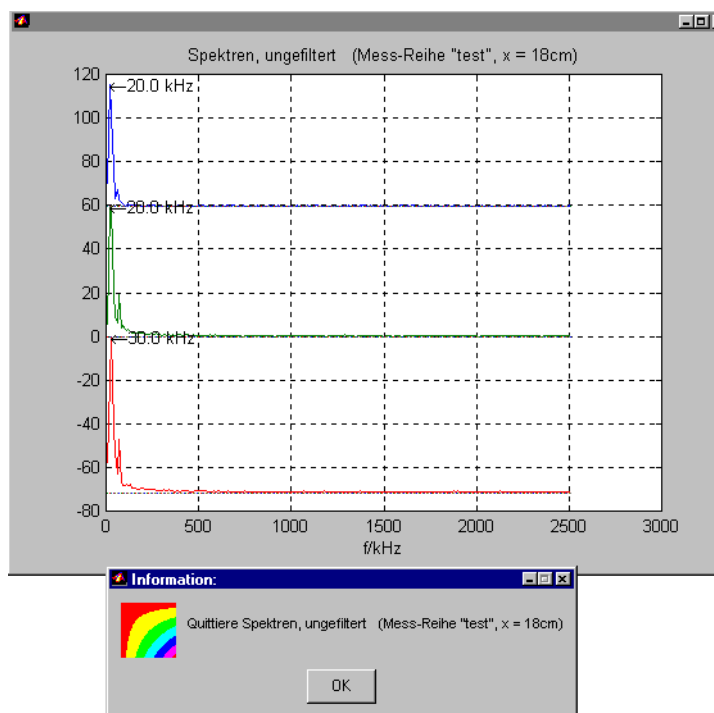 Spektren, ungefiltert (Mess-Reihe "test", x = 18cm)
120
100
80
60
40
20
0
-20
-40
-60
-80
←20.0 kHz
←20.0 kHz
←30.0 kHz
0 500 1000 1500 2000 2500 3000
f/kHz
Information:
Quittiere Spektren, ungefiltert (Mess-Reihe "test", x = 18cm)
OK